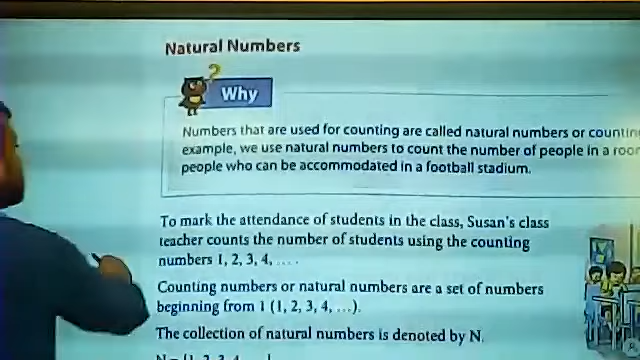 Natural Numbers
?
Why
Numbers that are used for counting are called natural numbers or
example, we use natural numbers to count the number of people in a
people who can be accommodated in a football stadium.
To mark the attendance of students in the class, Susan's class
teacher counts the number of students using the counting
numbers 1, 2, 3, 4, ... .
Counting numbers or natural numbers are a set of numbers
beginning from 1 (1, 2, 3, 4, ...).
The collection of natural numbers is denoted by N.
N = {1, 2, 3, 4, ...}